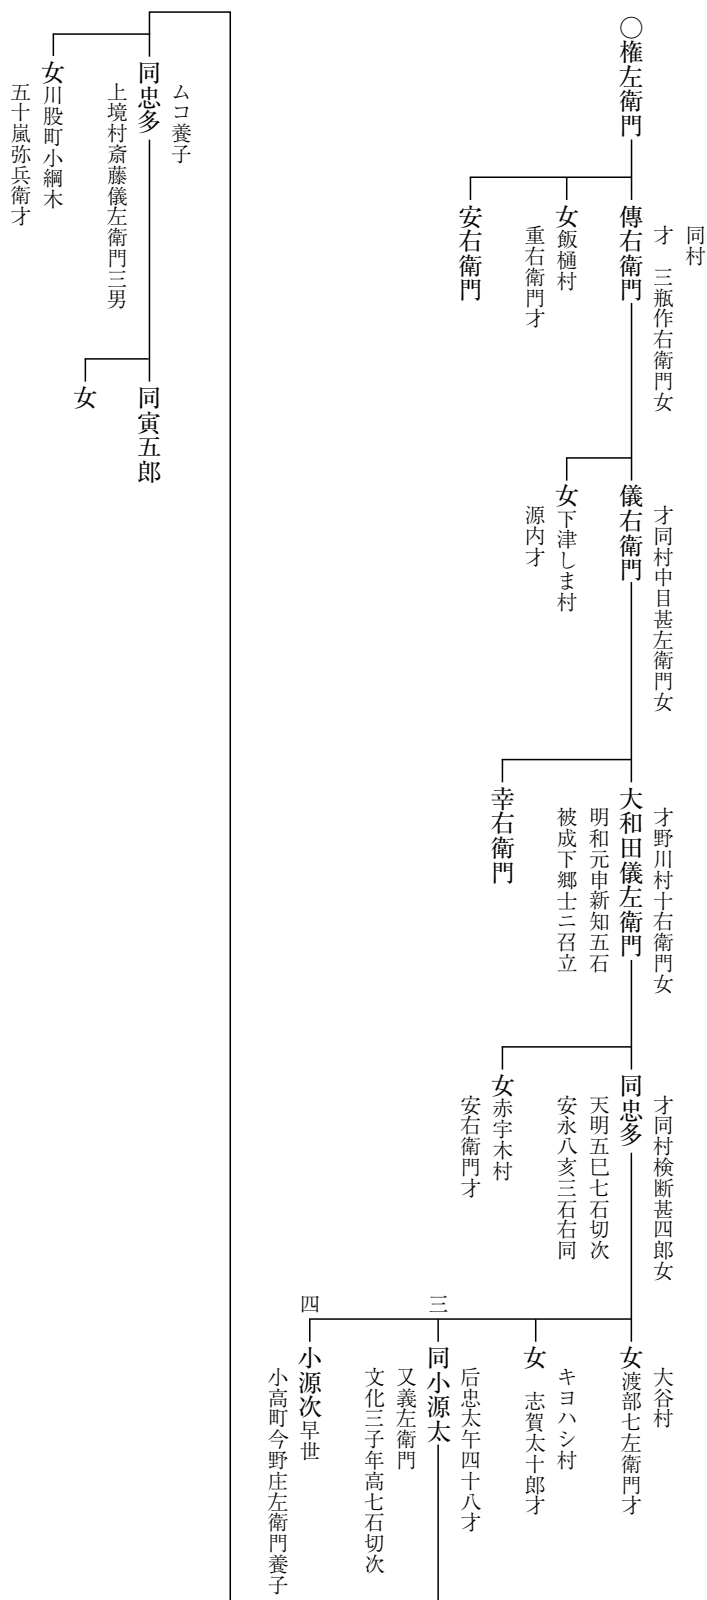 〇権左衛門
同村
才　三瓶作右衛門女
傳右衛門
女飯樋村
重右衛門才
安右衛門
才同村中目甚左衛門女
儀右衛門
女下津しま村
源内才
才野川村十右衛門女
大和田儀左衛門
明和元申新知五石
被成下郷士ニ召立
幸右衛門
才同村検断甚四郎女
同忠多
天明五巳七石切次
安永八亥三石右同
女赤宇木村
安右衛門才
大谷村
女渡部七左衛門才
キヨハシ村
女　志賀太十郎才
三
后忠太午四十八才
同小源太
又義左衛門
文化三子年高七石切次
四
小源次早世
小高町今野庄左衛門養子
ムコ養子
同忠多
上境村斎藤儀左衛門三男
女川股町小綱木
五十嵐弥兵衛才
同寅五郎
女